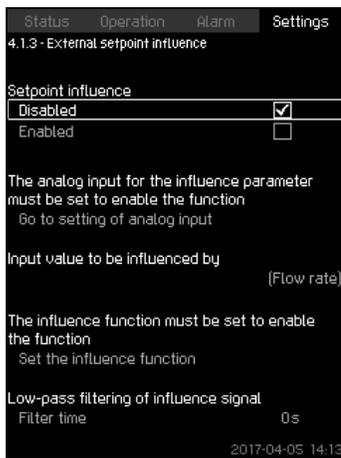 Status Operation Alarm Settings
4.1.3 - External setpoint influence
Setpoint influence
Disabled
Enabled
The analog input for the influence parameter
must be set to enable the function
Go to setting of analog input
Input value to be influenced by
(Flow rate)
The influence function must be set to enable
the function
Set the influence function
Low-pass filtering of influence signal
Filter time 0s
2017-04-05 14:13